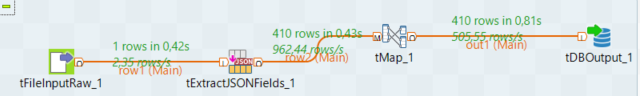 410 rows in 0,81s
505,55 rows/s
out1 (Main)
410 rows in 0,43s
962,44 rows/s
row2 (Main)
1 rows in 0,42s
2,35 rows/s
row1 (Main)
JSON
tMap_1
tDBOutput_1
tFileInputRaw_1
tExtractJSONFields_1